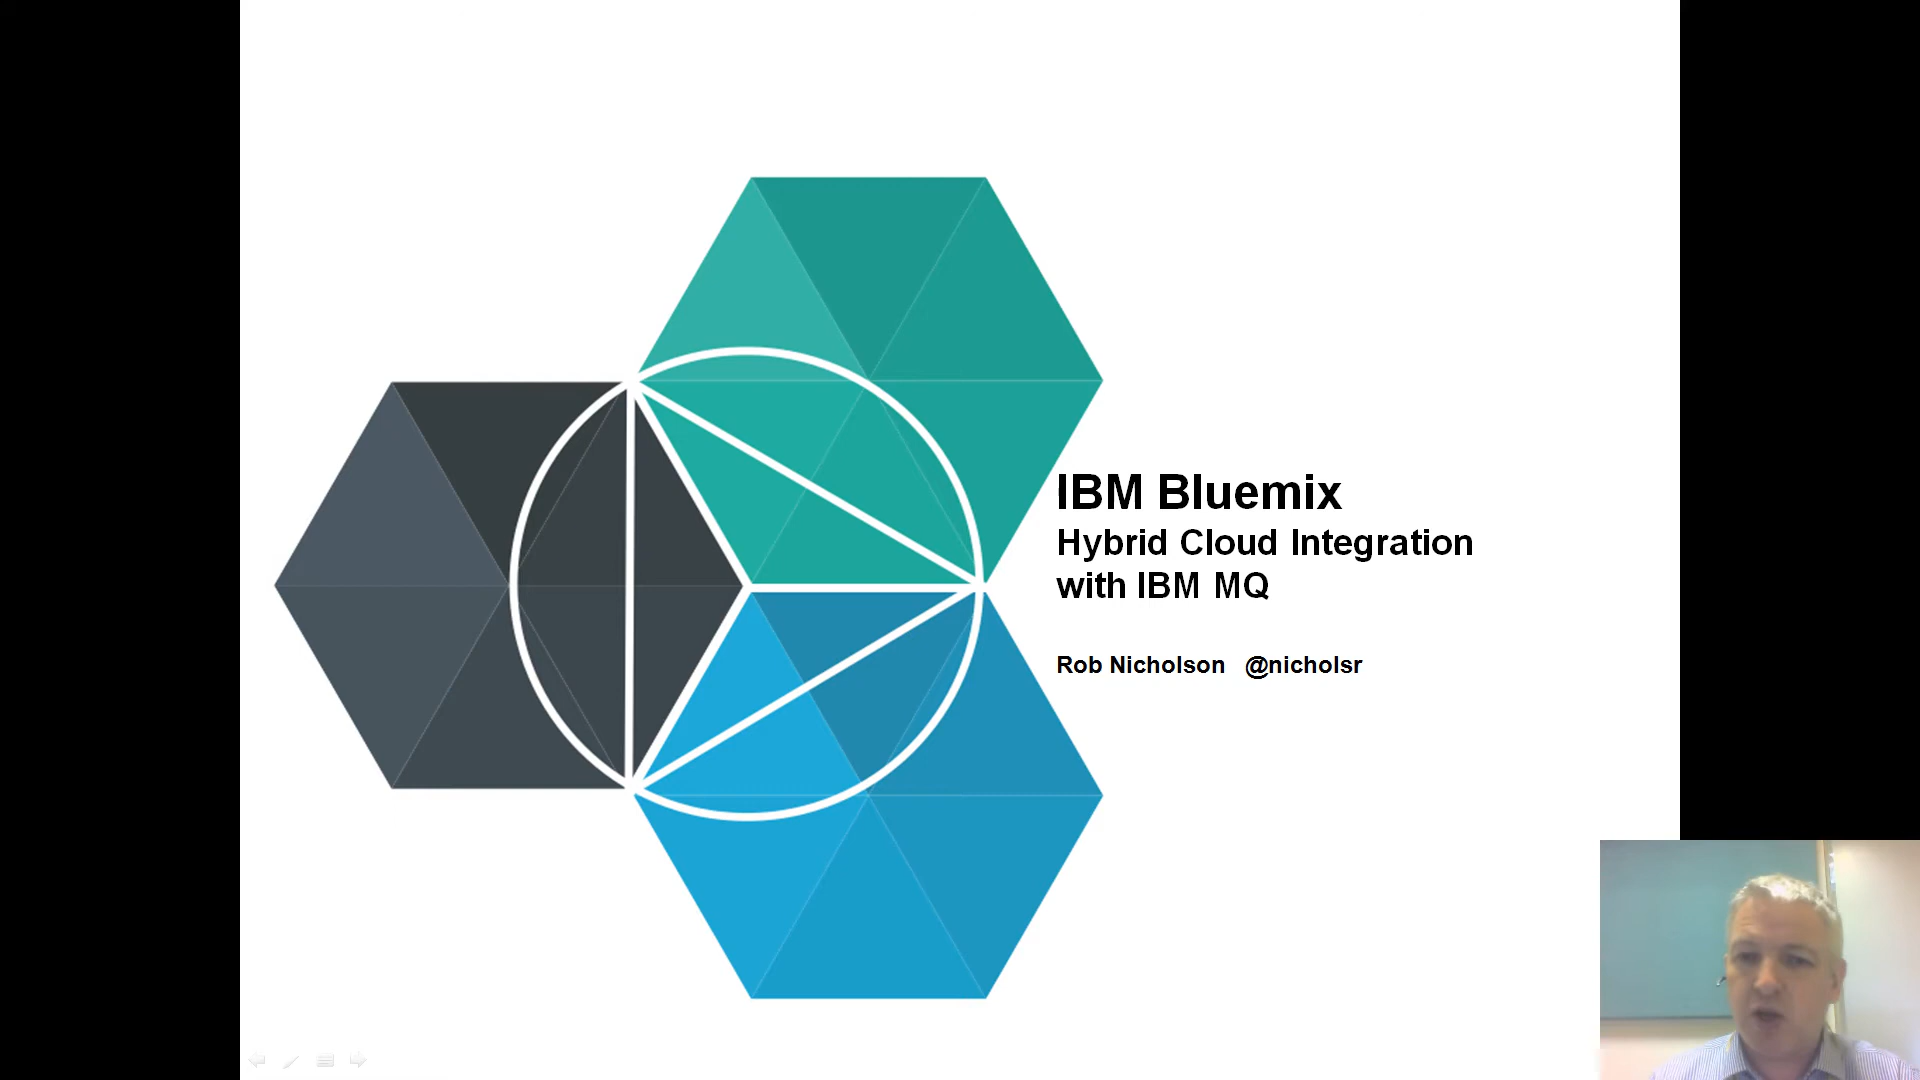 IBM Bluemix
Hybrid Cloud Integration
with IBM MQ
Rob Nicholson @nicholsr